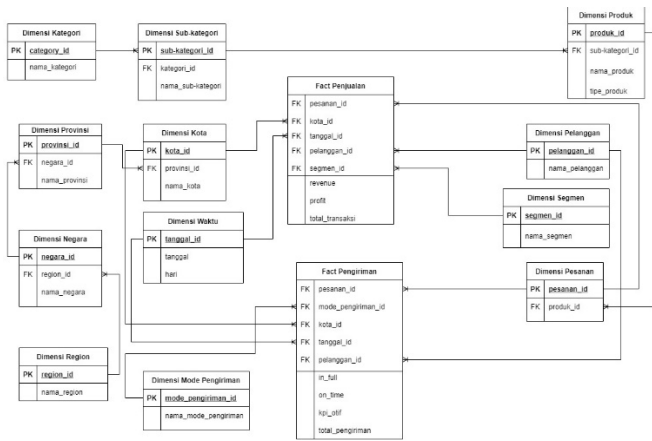 Dimensi Kategori
PK category_id
nama_kategori
Dimensi Sub-kategori
PK sub-kategori_id
FK kategori_id
nama_sub-kategori
Dimensi Produk
PK produk_id
FK sub-kategori_id
nama_produk
tipe_produk
Fact Penjualan
FK pesanan_id
FK kota_id
FK tanggal_id
FK pelanggan_id
FK segmen_id
revenue
profit
total_transaksi
Dimensi Provinsi
PK provinsi_id
FK negara_id
nama_provinsi
Dimensi Kota
PK kota_id
FK provinsi_id
nama_kota
Dimensi Pelanggan
PK pelanggan_id
nama_pelanggan
Dimensi Segmen
PK segmen_id
nama_segmen
Dimensi Waktu
PK tanggal_id
tanggal
hari
Dimensi Negara
PK negara_id
FK region_id
nama_negara
Fact Pengiriman
FK pesanan_id
FK mode_pengiriman_id
FK kota_id
FK tanggal_id
FK pelanggan_id
in_full
on_time
kpi_otif
total_pengiriman
Dimensi Pesanan
PK pesanan_id
FK produk_id
Dimensi Region
PK region_id
nama_region
Dimensi Mode Pengiriman
PK mode_pengiriman_id
nama_mode_pengiriman